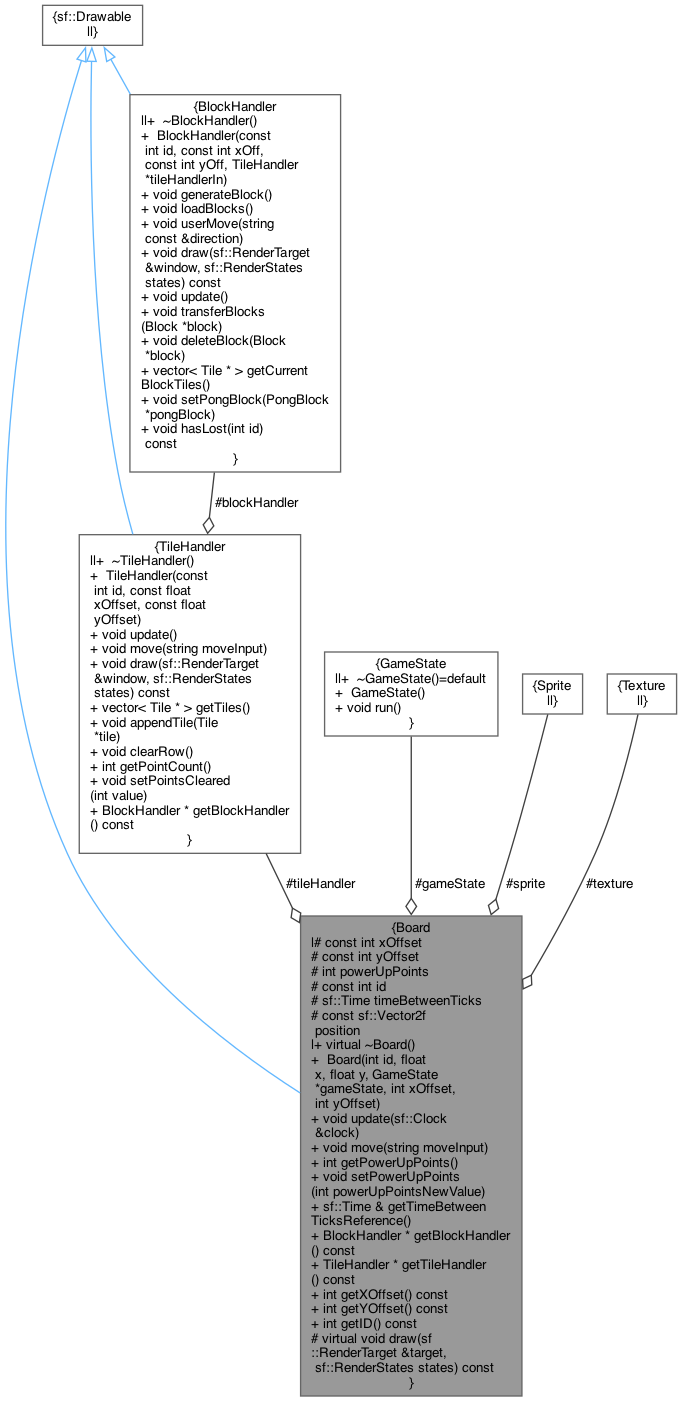 {sf::Drawable
||}
{BlockHandler
||+  ~BlockHandler()
+  BlockHandler(const
int id, const int xOff,
const int yOff, TileHandler
*tileHandlerIn)
+ void generateBlock()
+ void loadBlocks()
+ void userMove(string
const &direction)
+ void draw(sf::RenderTarget
&window, sf::RenderStates
states) const
+ void update()
+ void transferBlocks
(Block *block)
+ void deleteBlock(Block
*block)
+ vector< Tile * > getCurrent
BlockTiles()
+ void setPongBlock(PongBlock
*pongBlock)
+ void hasLost(int id)
const
}
#blockHandler
{TileHandler
||+  ~TileHandler()
+  TileHandler(const
int id, const float
xOffset, const float
yOffset)
+ void update()
+ void move(string moveInput)
+ void draw(sf::RenderTarget
&window, sf::RenderStates
states) const
+ vector< Tile * > getTiles()
+ void appendTile(Tile
*tile)
+ void clearRow()
+ int getPointCount()
+ void setPointsCleared
(int value)
+ BlockHandler * getBlockHandler
() const
}
{GameState
||+  ~GameState()=default
+  GameState()
+ void run()
}
{Sprite
||}
{Texture
||}
#tileHandler
#gameState
#sprite
#texture
{Board
|# const int xOffset
# const int yOffset
# int powerUpPoints
# const int id
# sf::Time timeBetweenTicks
# const sf::Vector2f
position
|+ virtual ~Board()
+  Board(int id, float
x, float y, GameState
*gameState, int xOffset,
int yOffset)
+ void update(sf::Clock
&clock)
+ void move(string moveInput)
+ int getPowerUpPoints()
+ void setPowerUpPoints
(int powerUpPointsNewValue)
+ sf::Time & getTimeBetween
TicksReference()
+ BlockHandler * getBlockHandler
() const
+ TileHandler * getTileHandler
() const
+ int getXOffset() const
+ int getYOffset() const
+ int getID() const
# virtual void draw(sf
::RenderTarget &target,
sf::RenderStates states) const
}